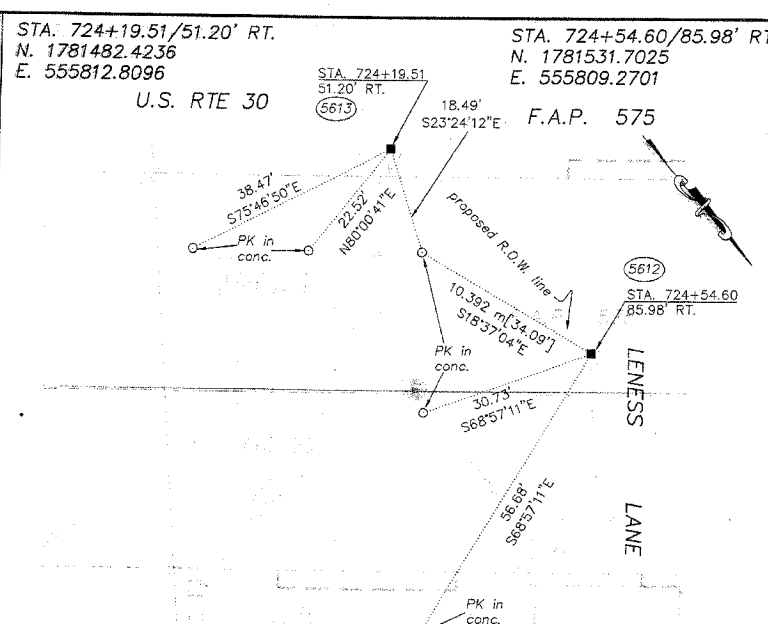 STA. 724+19.51/51.20' RT.
N. 1781482.4236
E. 555812.8096
STA. 724+54.60/85.98' RT
N. 1781531.7025
E. 555809.2701
U.S. RTE 30
STA. 724+19.51
51.20' RT.
5613
18.49'
S23°24'12"E
F.A.P. 575
38.47'
S75°46'50"E
22.52'
N80°00'41"E
PK in
conc.
proposed R.O.W. line
5612
STA. 724+54.60
85.98' RT.
10.392 m[34.09']
S18°37'04"E
PK in
conc.
30.73'
S68°57'11"E
LENESS
LANE
56.68'
S68°57'11"E
PK in
conc.